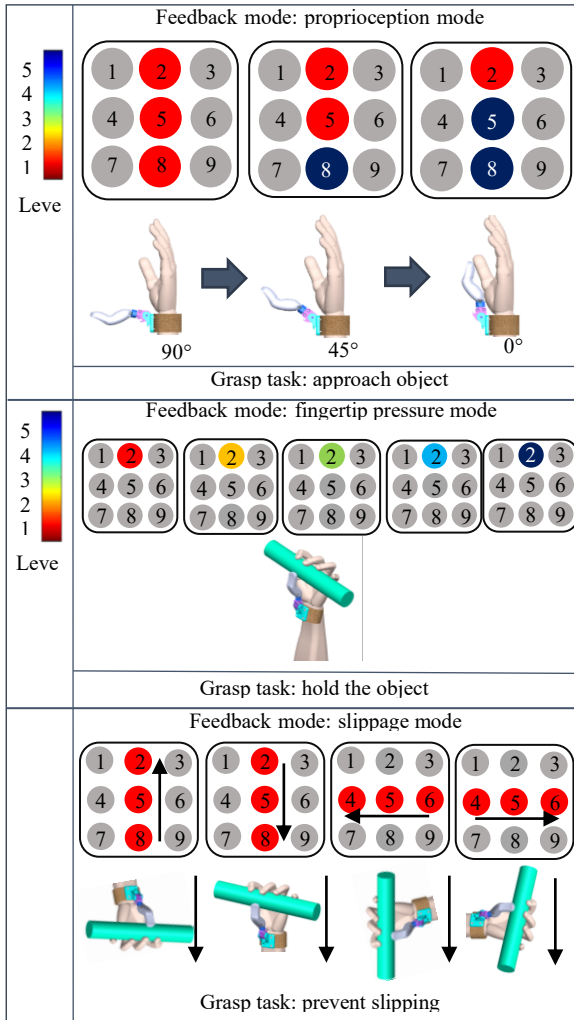 Feedback mode: proprioception mode
5
4
3
2
1
Leve
1 2 3
4 5 6
7 8 9
1 2 3
4 5 6
7 8 9
1 2 3
4 5 6
7 8 9
90°
45°
0°
Grasp task: approach object
Feedback mode: fingertip pressure mode
5
4
3
2
1
Leve
1 2 3
4 5 6
7 8 9
1 2 3
4 5 6
7 8 9
1 2 3
4 5 6
7 8 9
1 2 3
4 5 6
7 8 9
1 2 3
4 5 6
7 8 9
Grasp task: hold the object
Feedback mode: slippage mode
1 2 3
4 5 6
7 8 9
1 2 3
4 5 6
7 8 9
1 2 3
4 5 6
7 8 9
1 2 3
4 5 6
7 8 9
Grasp task: prevent slipping